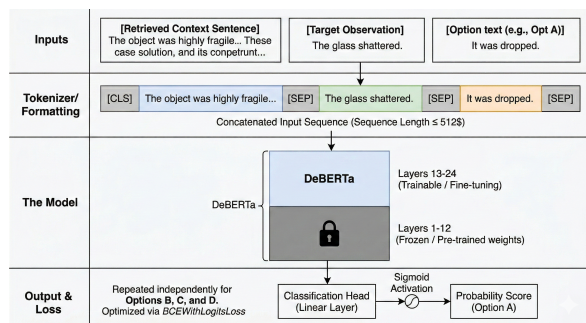 Inputs
[Retrieved Context Sentence]
The object was highly fragile... These
case solution, and its conpetrunt...
[Target Observation]
The glass shattered.
[Option text (e.g., Opt A)]
It was dropped.
Tokenizer/
Formatting
[CLS] The object was highly fragile... [SEP] The glass shattered. [SEP] It was dropped. [SEP]
Concatenated Input Sequence (Sequence Length ≤ 512$)
The Model
DeBERTa
DeBERTa
Layers 13-24
(Trainable / Fine-tuning)
Layers 1-12
(Frozen / Pre-trained weights)
Output &
Loss
Repeated independently for
Options B, C, and D.
Optimized via BCEWithLogitsLoss
Classification Head
(Linear Layer)
Sigmoid
Activation
Probability Score
(Option A)